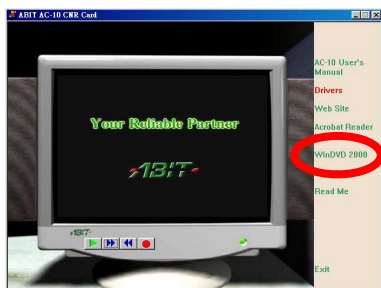 ABIT AC-10 CNR Card
AC-10 User's
Manual
Drivers
Web Site
Acrobat Reader
WinDVD 2000
Read Me
Exit
Your Reliable Partner
ABIT
ABIT